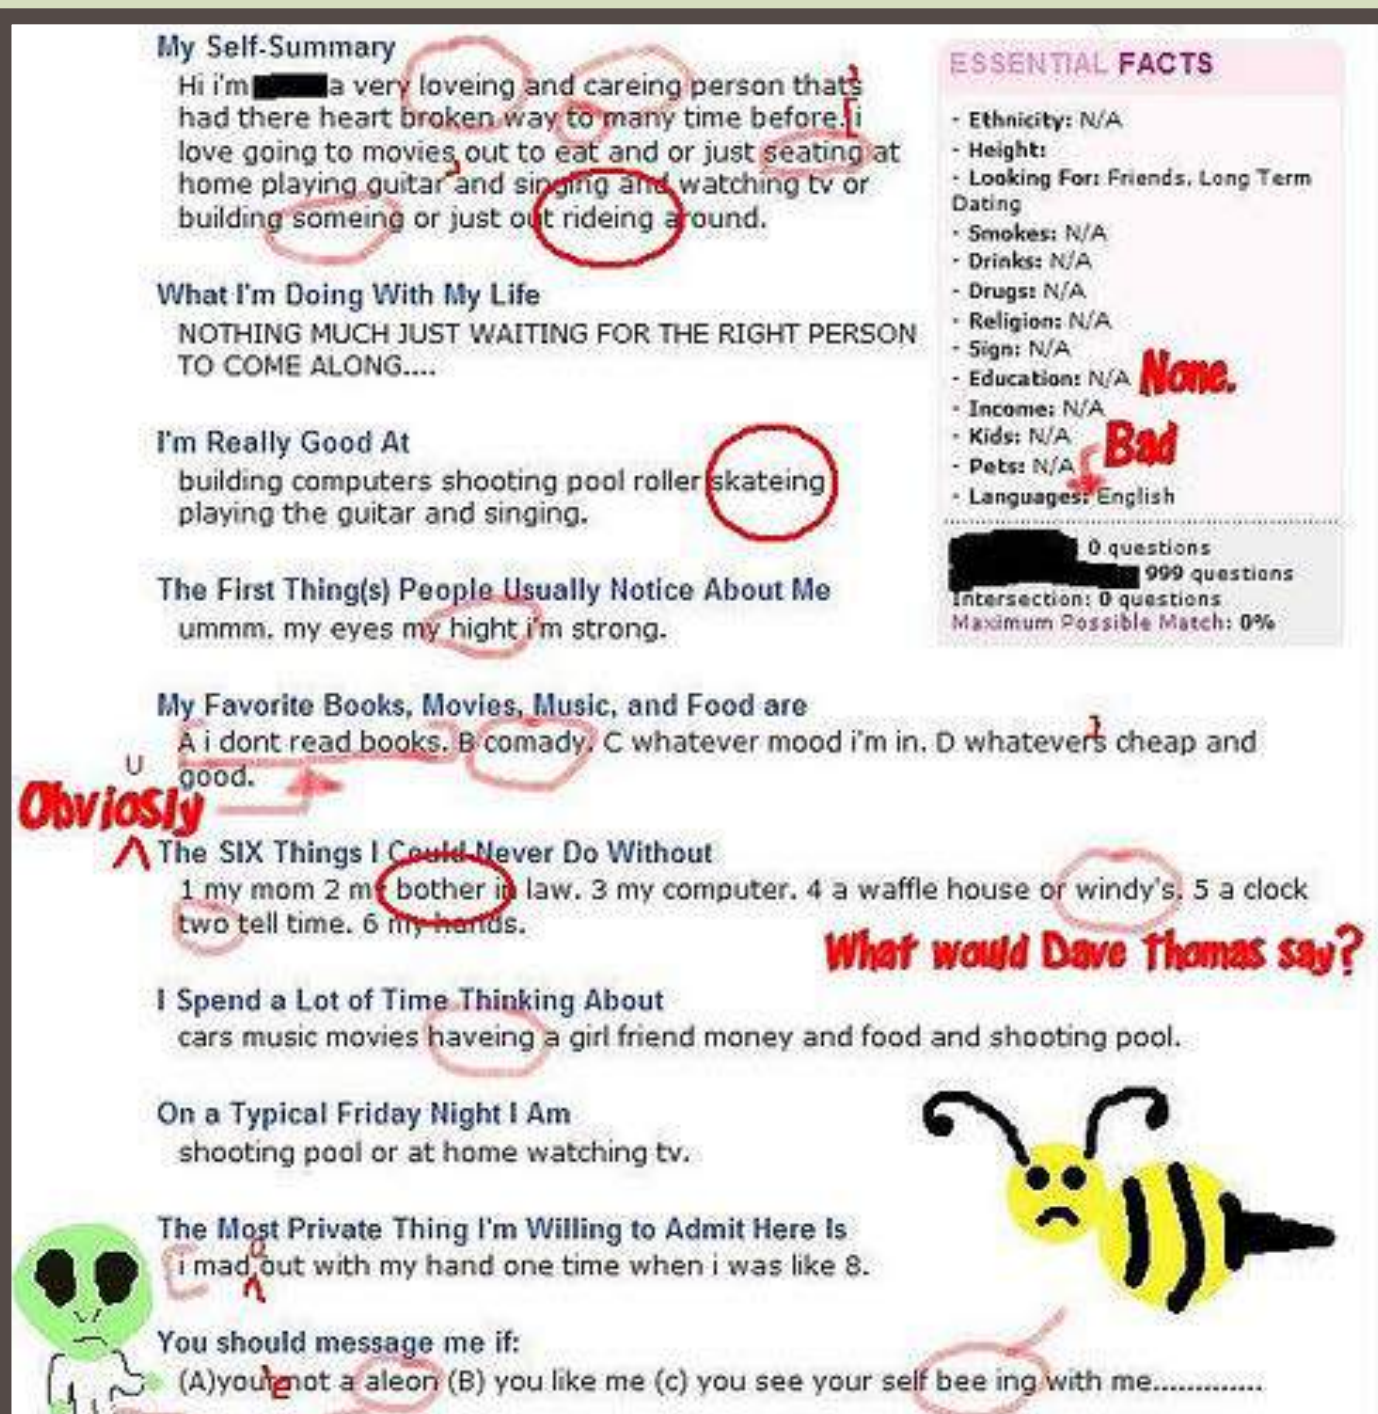 My Self-Summary
Hi i'm a very loveing and careing person that's
had there heart broken way to many time before. [i
love going to movies out to eat and or just seating at
home playing guitar, and singing and watching tv or
building someing or just out rideing around.
What I'm Doing With My Life
NOTHING MUCH JUST WAITING FOR THE RIGHT PERSON
TO COME ALONG....
I'm Really Good At
building computers shooting pool roller skateing
playing the guitar and singing.
The First Thing(s) People Usually Notice About Me
ummm. my eyes my hight i'm strong.
My Favorite Books, Movies, Music, and Food are
A i dont read books. B comady. C whatever mood i'm in. D whatever's cheap and
good.
U
Obviosly
The SIX Things I Could Never Do Without
1 my mom 2 my bother in law. 3 my computer. 4 a waffle house or windy's. 5 a clock
two tell time. 6 my hands.
What would Dave Thomas say?
I Spend a Lot of Time Thinking About
cars music movies haveing a girl friend money and food and shooting pool.
On a Typical Friday Night I Am
shooting pool or at home watching tv.
The Most Private Thing I'm Willing to Admit Here Is
[i mad out with my hand one time when i was like 8.
You should message me if:
(A)you're not a aleon (B) you like me (c) you see your self bee ing with me.............
ESSENTIAL FACTS
- Ethnicity: N/A
- Height:
- Looking For: Friends, Long Term
Dating
- Smokes: N/A
- Drinks: N/A
- Drugs: N/A
- Religion: N/A
- Sign: N/A
- Education: N/A None.
- Income: N/A
- Kids: N/A
Bad
- Pets: N/A
- Languages: English
0 questions
999 questions
Intersection: 0 questions
Maximum Possible Match: 0%